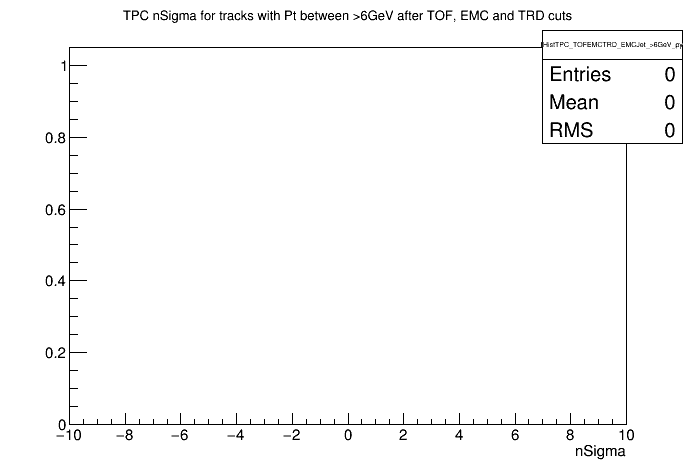 TPC nSigma for tracks with Pt between >6GeV after TOF, EMC and TRD cuts
HistTPC_TOFEMCTRD_EMCJet_>6GeV_py
Entries 0
Mean 0
RMS 0
1
0.8
0.6
0.4
0.2
0
−10 −8 −6 −4 −2 0 2 4 6 8 10
nSigma